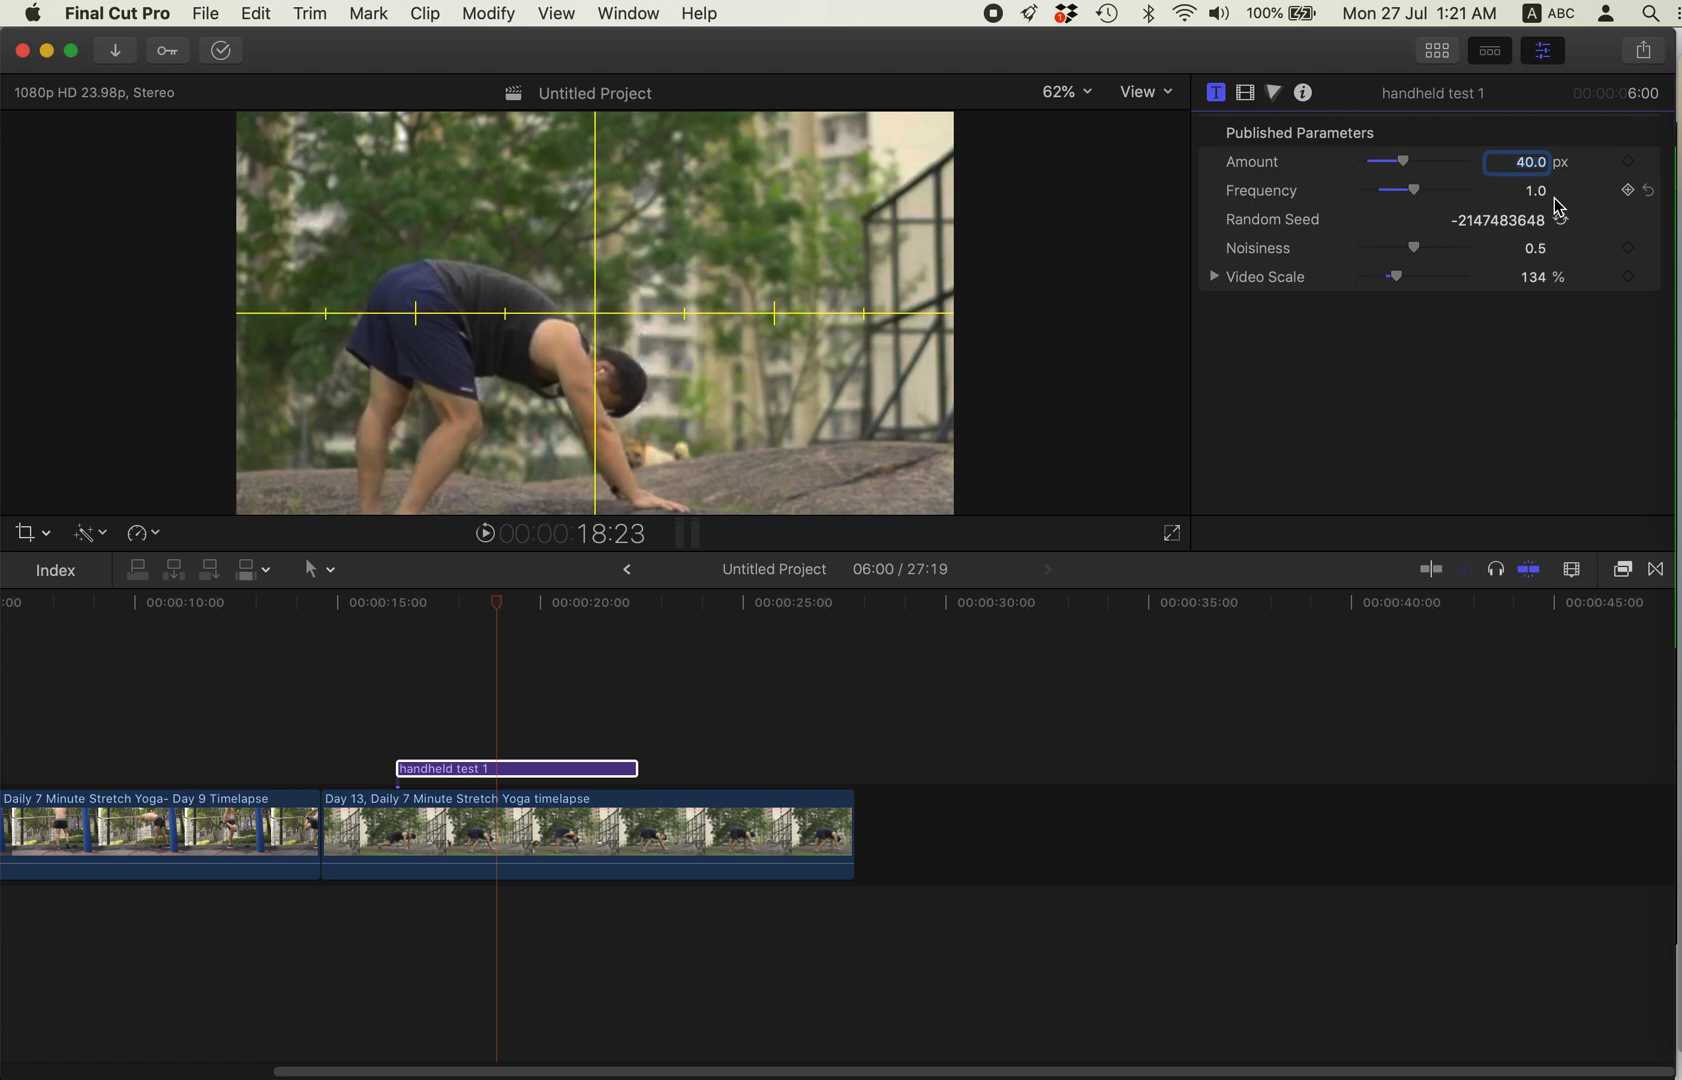 Final Cut Pro File Edit Trim Mark Clip Modify View Window Help 1 100% Mon 27 Jul 1:21 AM A ABC
1080p HD 23.98p, Stereo Untitled Project 62% View T handheld test 1 00:00:06:00
Published Parameters
Amount 40.0 px
Frequency 1.0
Random Seed -2147483648
Noisiness 0.5
Video Scale 134 %
00:00:18:23
Index Untitled Project 06:00 / 27:19
:00 00:00:10:00 00:00:15:00 00:00:20:00 00:00:25:00 00:00:30:00 00:00:35:00 00:00:40:00 00:00:45:00
handheld test 1
Daily 7 Minute Stretch Yoga- Day 9 Timelapse Day 13, Daily 7 Minute Stretch Yoga timelapse